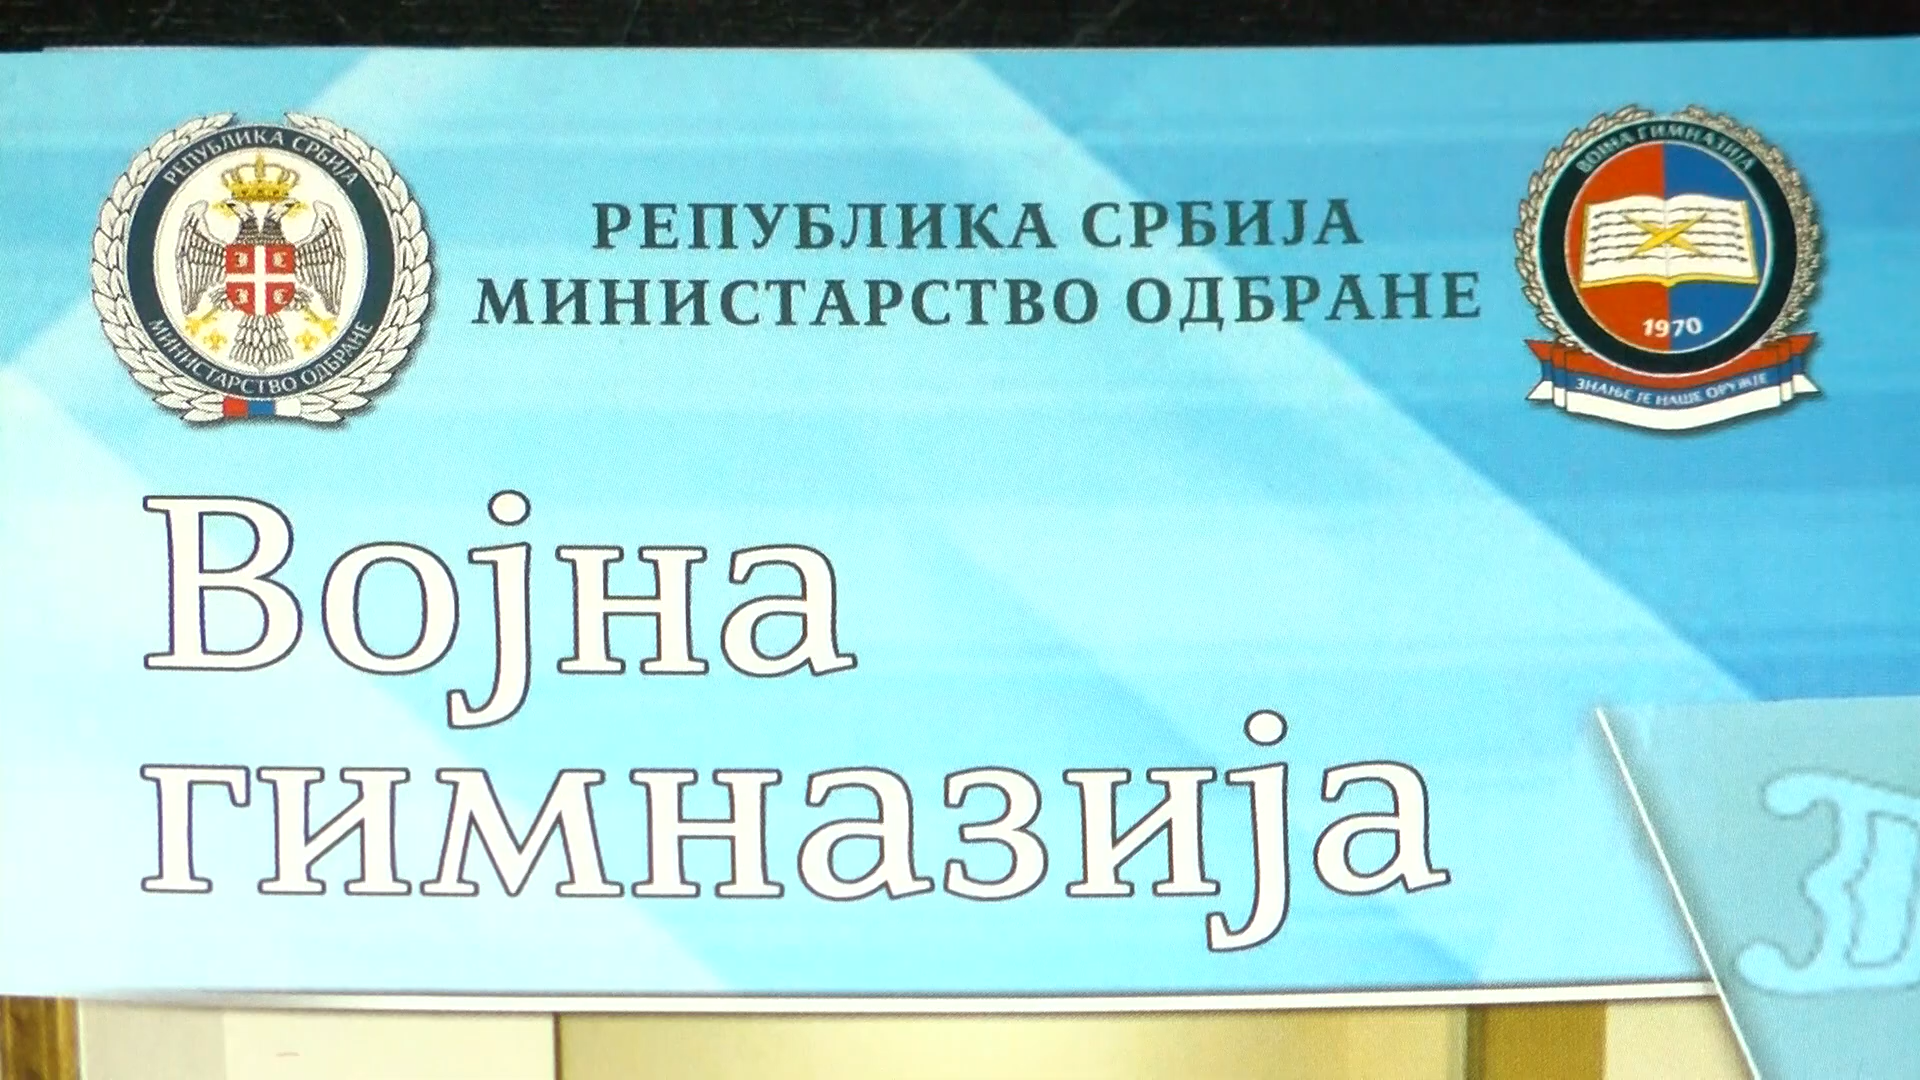 РЕПУБЛИКА СРБИЈА
МИНИСТАРСТВО ОДБРАНЕ
РЕПУБЛИКА СРБИЈА
МИНИСТАРСТВО ОДБРАНЕ
ВОЈНА ГИМНАЗИЈА
1970
ЗНАЊЕ ЈЕ НАШЕ ОРУЖЈЕ
Војна
гимназија